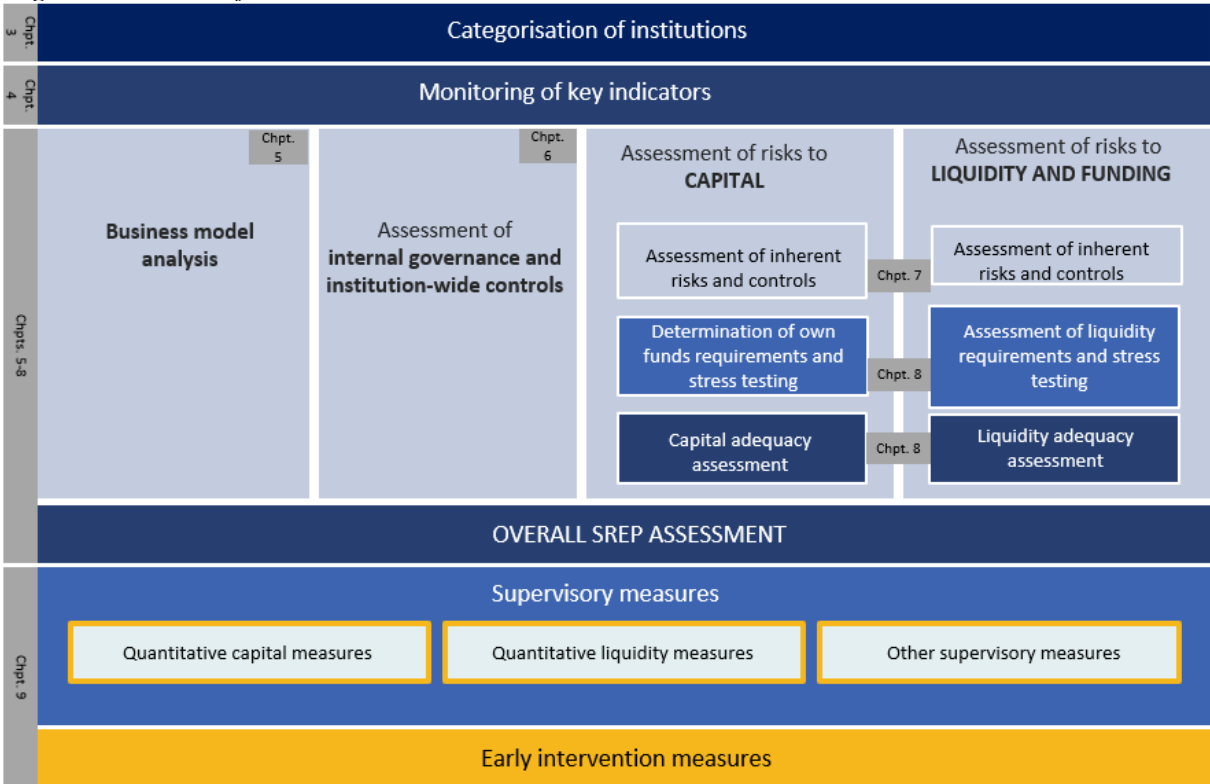 Chpt.
3
Categorisation of institutions
Chpt.
4
Monitoring of key indicators
Chpts. 5-8
Chpt.
5
Business model
analysis
Chpt.
6
Assessment of
internal governance and
institution-wide controls
Assessment of risks to
CAPITAL
Assessment of inherent
risks and controls
Determination of own
funds requirements and
stress testing
Capital adequacy
assessment
Chpt. 7
Chpt. 8
Chpt. 8
Assessment of risks to
LIQUIDITY AND FUNDING
Assessment of inherent
risks and controls
Assessment of liquidity
requirements and stress
testing
Liquidity adequacy
assessment
OVERALL SREP ASSESSMENT
Chpt. 9
Supervisory measures
Quantitative capital measures
Quantitative liquidity measures
Other supervisory measures
Early intervention measures